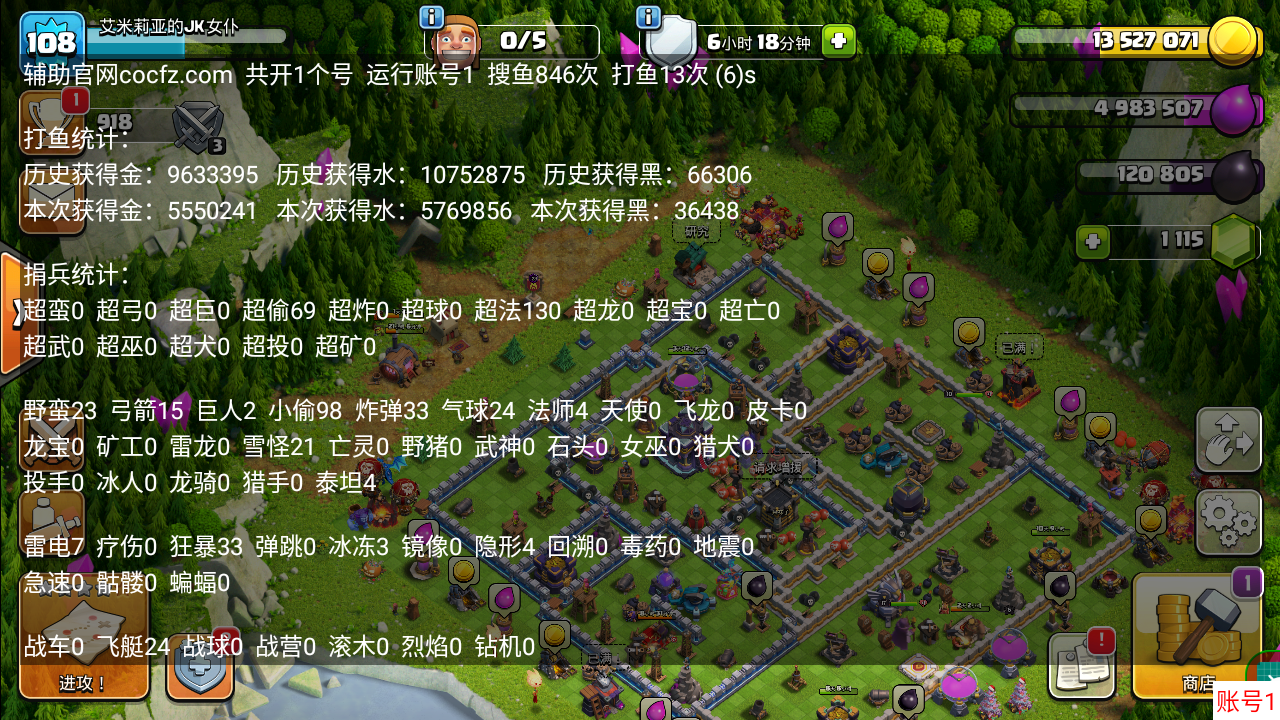 108
艾米莉亚的JK女仆
0/5
6小时 18分钟
13 527 071
辅助官网cocfz.com 共开1个号 运行账号1 搜鱼846次 打鱼13次 (6)s
1
918
3
4 983 507
打鱼统计：
历史获得金：9633395 历史获得水：10752875 历史获得黑：66306
120 805
本次获得金：5550241 本次获得水：5769856 本次获得黑：36438
研究
1 115
捐兵统计：
超蛮0 超弓0 超巨0 超偷69 超炸0 超球0 超法130 超龙0 超宝0 超亡0
超武0 超巫0 超犬0 超投0 超矿0
已满！
野蛮23 弓箭15 巨人2 小偷98 炸弹33 气球24 法师4 天使0 飞龙0 皮卡0
龙宝0 矿工0 雷龙0 雪怪21 亡灵0 野猪0 武神0 石头0 女巫0 猎犬0
请求增援
投手0 冰人0 龙骑0 猎手0 泰坦4
雷电7 疗伤0 狂暴33 弹跳0 冰冻3 镜像0 隐形4 回溯0 毒药0 地震0
急速0 骷髅0 蝙蝠0
1
战车0 飞艇24 战球0 战营0 滚木0 烈焰0 钻机0
已满！
进攻！
商店
账号1